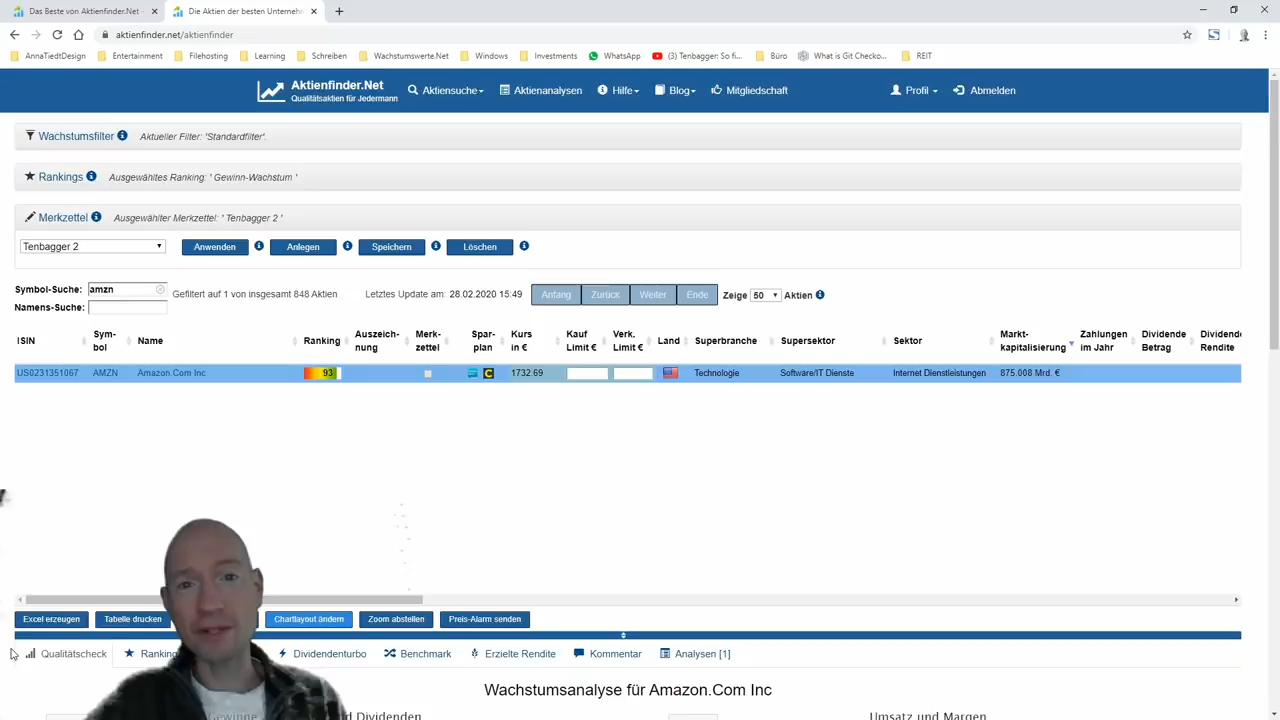 Das Beste von Aktienfinder.Net -
Die Aktien der besten Unternehm
aktienfinder.net/aktienfinder
AnnaTiedtDesign
Entertainment
Filehosting
Learning
Schreiben
Wachstumswerte.Net
Windows
Investments
WhatsApp
(3) Tenbagger: So fi...
Büro
What is Git Checko...
REIT
Aktienfinder.Net
Qualitätsaktien für Jedermann
Aktiensuche
Aktienanalysen
Hilfe
Blog
Mitgliedschaft
Profil
Abmelden
Wachstumsfilter Aktueller Filter: 'Standardfilter'.
Rankings Ausgewähltes Ranking: ' Gewinn-Wachstum '
Merkzettel Ausgewählter Merkzettel: ' Tenbagger 2 '
Tenbagger 2 Anwenden Anlegen Speichern Löschen
Symbol-Suche: amzn Gefiltert auf 1 von insgesamt 848 Aktien Letztes Update am: 28.02.2020 15:49 Anfang Zurück Weiter Ende Zeige 50 Aktien
Namens-Suche:
ISIN
Sym-
bol
Name
Ranking
Auszeich-
nung
Merk-
zettel
Spar-
plan
Kurs
in €
Kauf
Limit €
Verk.
Limit €
Land
Superbranche
Supersektor
Sektor
Markt-
kapitalisierung
Zahlungen
im Jahr
Dividende
Betrag
Dividende
Rendite
US0231351067 AMZN Amazon.Com Inc 93 C 1732.69 Technologie Software/IT Dienste Internet Dienstleistungen 875.008 Mrd. €
Excel erzeugen Tabelle drucken Chartlayout ändern Zoom abstellen Preis-Alarm senden
Qualitätscheck Ranking Dividendenturbo Benchmark Erzielte Rendite Kommentar Analysen [1]
Wachstumsanalyse für Amazon.Com Inc
Gewinne nd Dividenden Umsatz und Margen